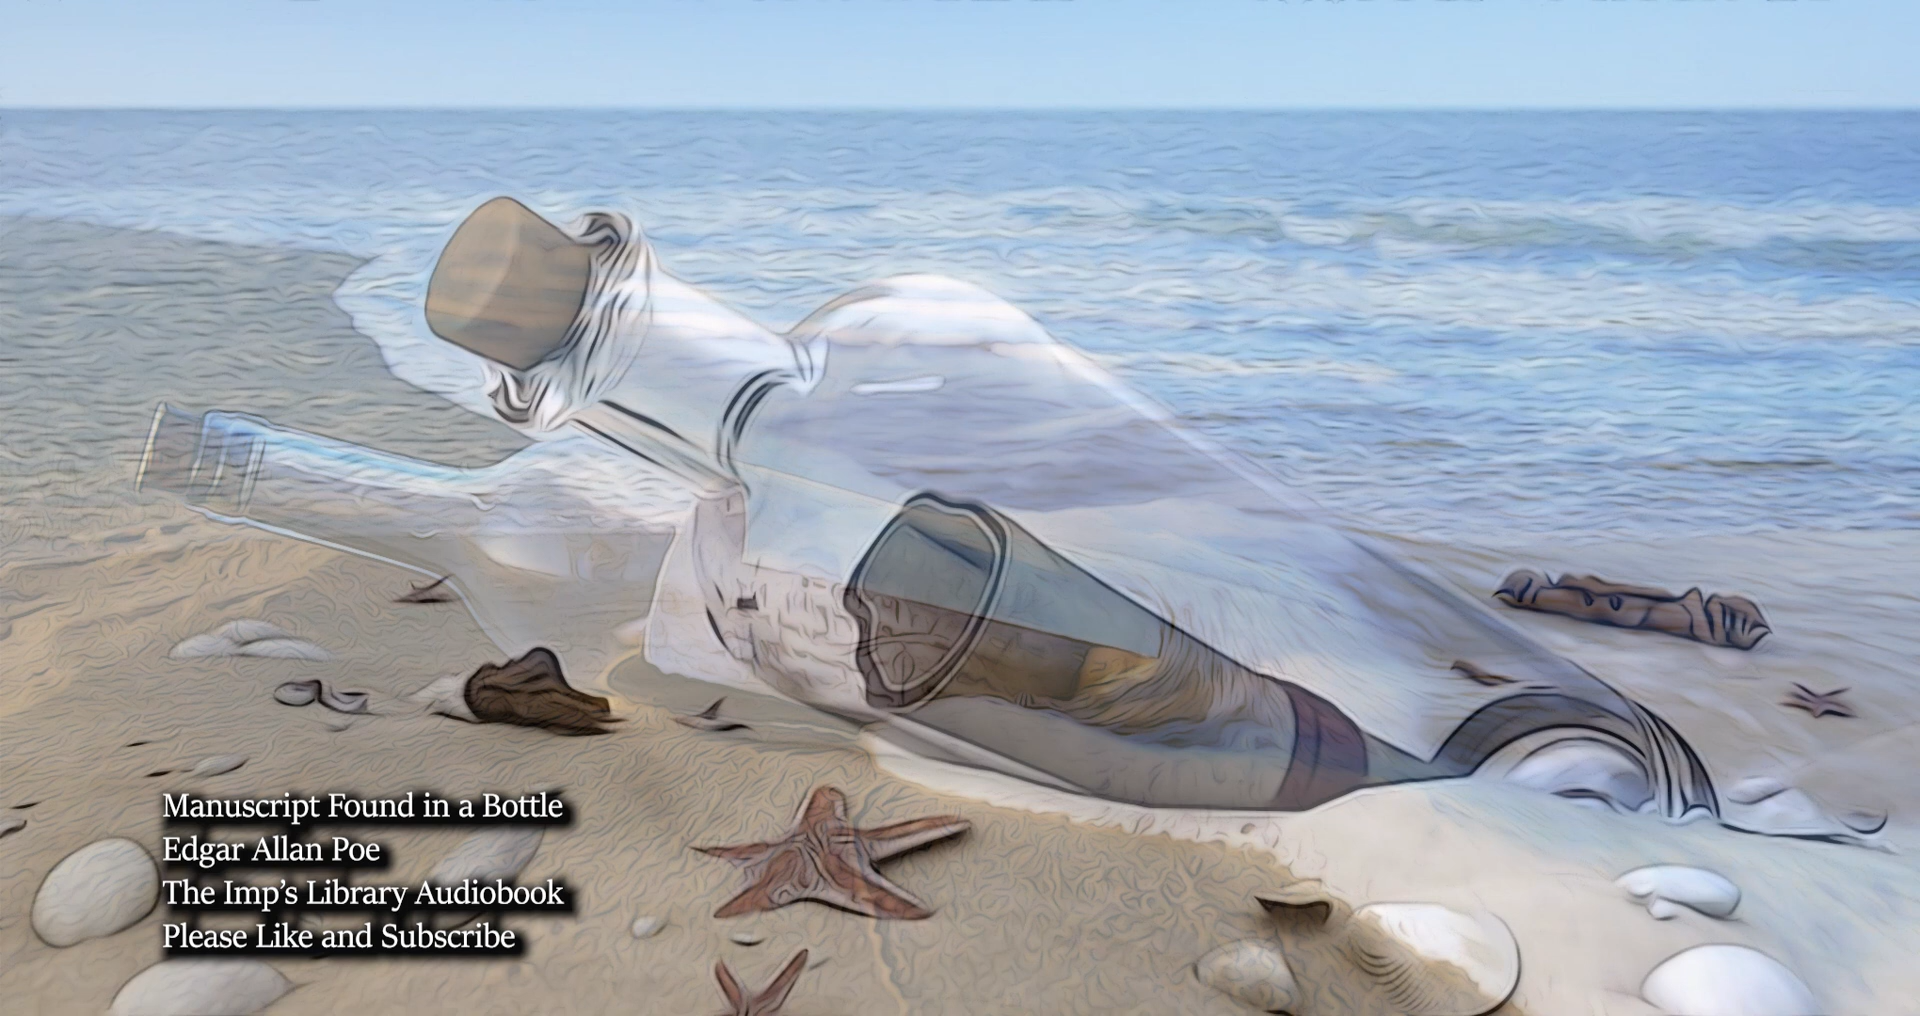 Manuscript Found in a Bottle
Edgar Allan Poe
The Imp's Library Audiobook
Please Like and Subscribe